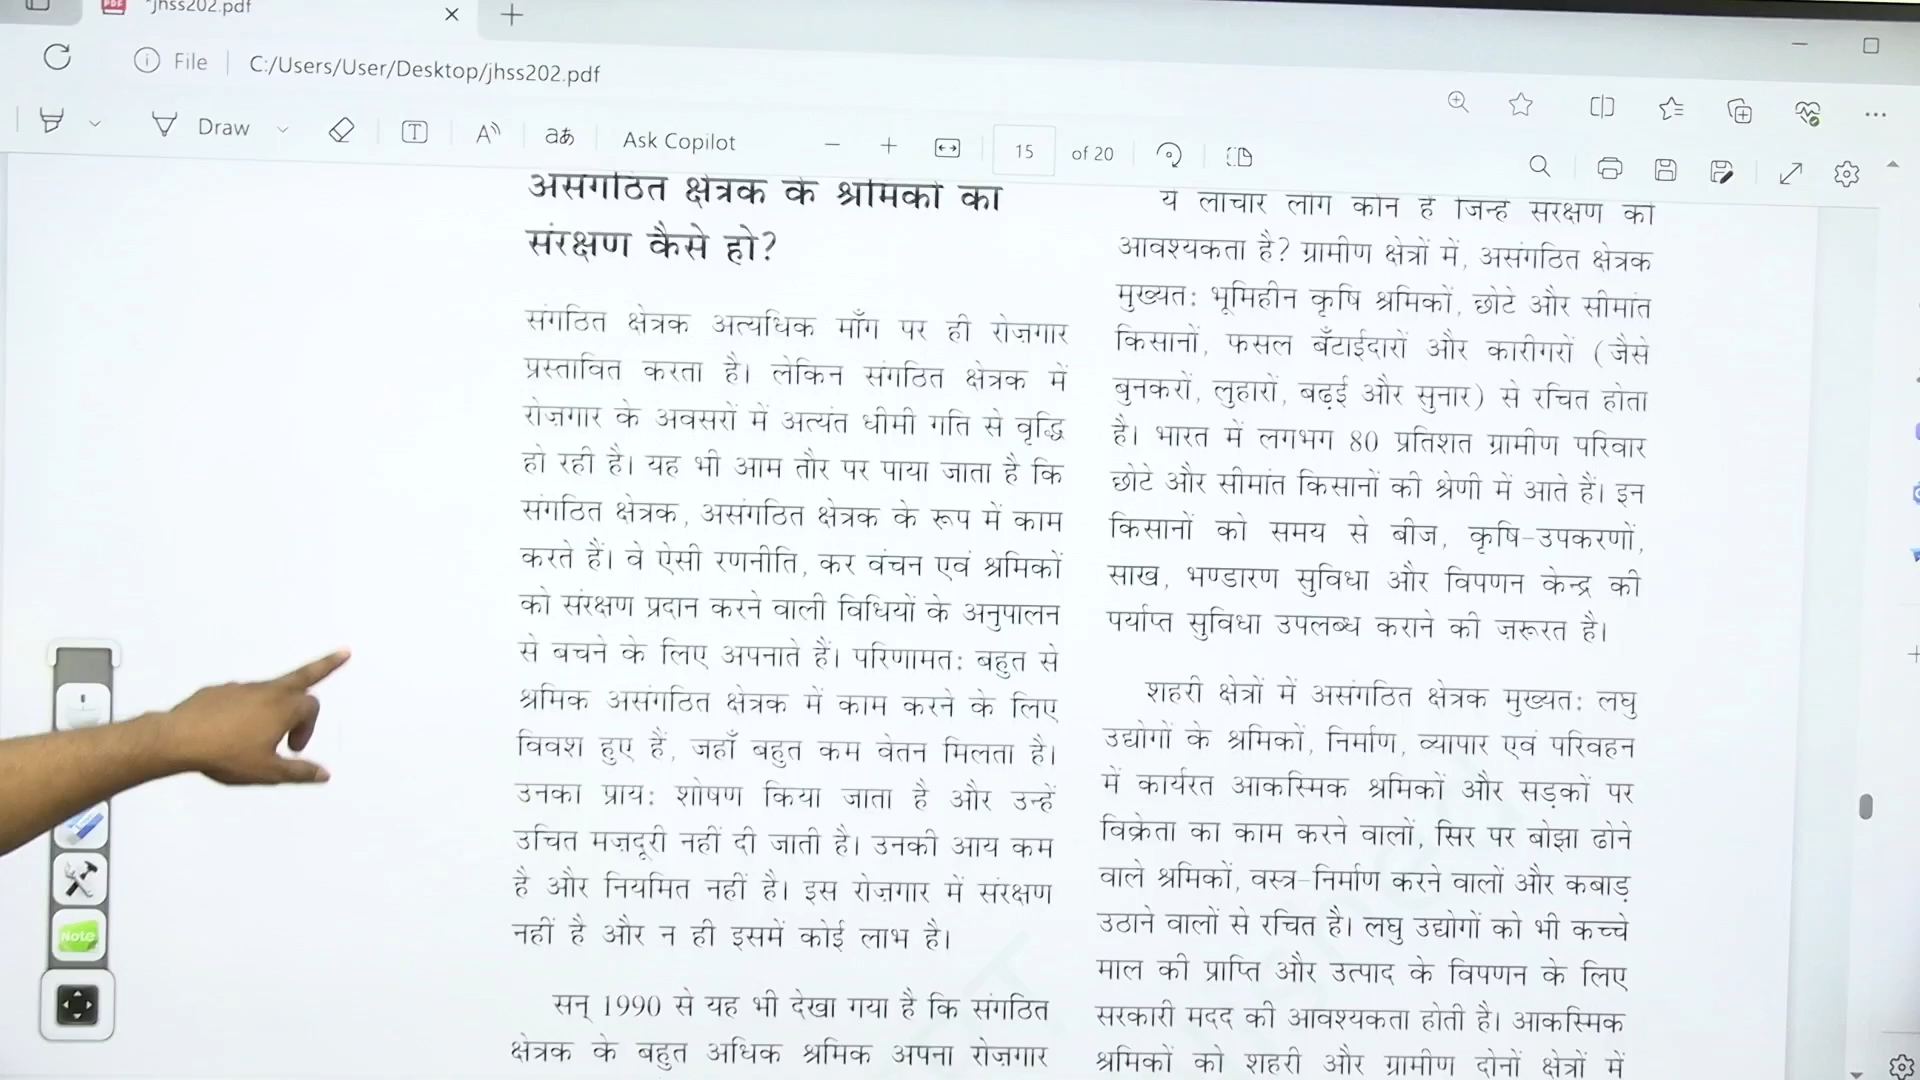 jhss202.pdf
File
C:/Users/User/Desktop/jhss202.pdf
Draw
Ask Copilot
15
of 20
असंगठित क्षेत्रक के श्रमिकों का
संरक्षण कैसे हो?
संगठित क्षेत्रक अत्यधिक माँग पर ही रोज़गार
प्रस्तावित करता है। लेकिन संगठित क्षेत्रक में
रोज़गार के अवसरों में अत्यंत धीमी गति से वृद्धि
हो रही है। यह भी आम तौर पर पाया जाता है कि
संगठित क्षेत्रक, असंगठित क्षेत्रक के रूप में काम
करते हैं। वे ऐसी रणनीति, कर वंचन एवं श्रमिकों
को संरक्षण प्रदान करने वाली विधियों के अनुपालन
से बचने के लिए अपनाते हैं। परिणामतः बहुत से
श्रमिक असंगठित क्षेत्रक में काम करने के लिए
विवश हुए हैं, जहाँ बहुत कम वेतन मिलता है।
उनका प्रायः शोषण किया जाता है और उन्हें
उचित मज़दूरी नहीं दी जाती है। उनकी आय कम
है और नियमित नहीं है। इस रोज़गार में संरक्षण
नहीं है और न ही इसमें कोई लाभ है।
सन् 1990 से यह भी देखा गया है कि संगठित
क्षेत्रक के बहुत अधिक श्रमिक अपना रोज़गार
ये लाचार लोग कौन हैं जिन्हें संरक्षण की
आवश्यकता है? ग्रामीण क्षेत्रों में, असंगठित क्षेत्रक
मुख्यतः भूमिहीन कृषि श्रमिकों, छोटे और सीमांत
किसानों, फसल बँटाईदारों और कारीगरों (जैसे
बुनकरों, लुहारों, बढ़ई और सुनार) से रचित होता
है। भारत में लगभग 80 प्रतिशत ग्रामीण परिवार
छोटे और सीमांत किसानों की श्रेणी में आते हैं। इन
किसानों को समय से बीज, कृषि-उपकरणों,
साख, भण्डारण सुविधा और विपणन केन्द्र की
पर्याप्त सुविधा उपलब्ध कराने की ज़रूरत है।
शहरी क्षेत्रों में असंगठित क्षेत्रक मुख्यतः लघु
उद्योगों के श्रमिकों, निर्माण, व्यापार एवं परिवहन
में कार्यरत आकस्मिक श्रमिकों और सड़कों पर
विक्रेता का काम करने वालों, सिर पर बोझा ढोने
वाले श्रमिकों, वस्त्र-निर्माण करने वालों और कबाड़
उठाने वालों से रचित है। लघु उद्योगों को भी कच्चे
माल की प्राप्ति और उत्पाद के विपणन के लिए
सरकारी मदद की आवश्यकता होती है। आकस्मिक
श्रमिकों को शहरी और ग्रामीण दोनों क्षेत्रों में
Note